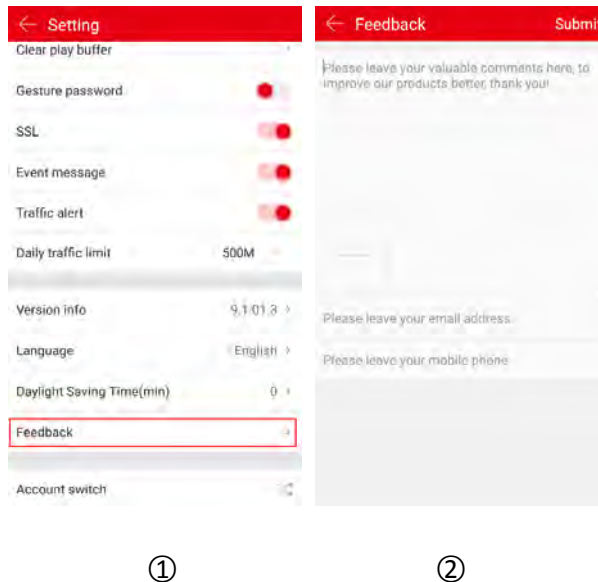 Setting
Clear play buffer
Gesture password
SSL
Event message
Traffic alert
Daily traffic limit 500M
Version info 9.1.01.3
Language English
Daylight Saving Time(min) 0
Feedback
Account switch
①
Feedback Submi
Please leave your valuable comments here, to
improve our products better, thank you!
Please leave your email address
Please leave your mobile phone
②